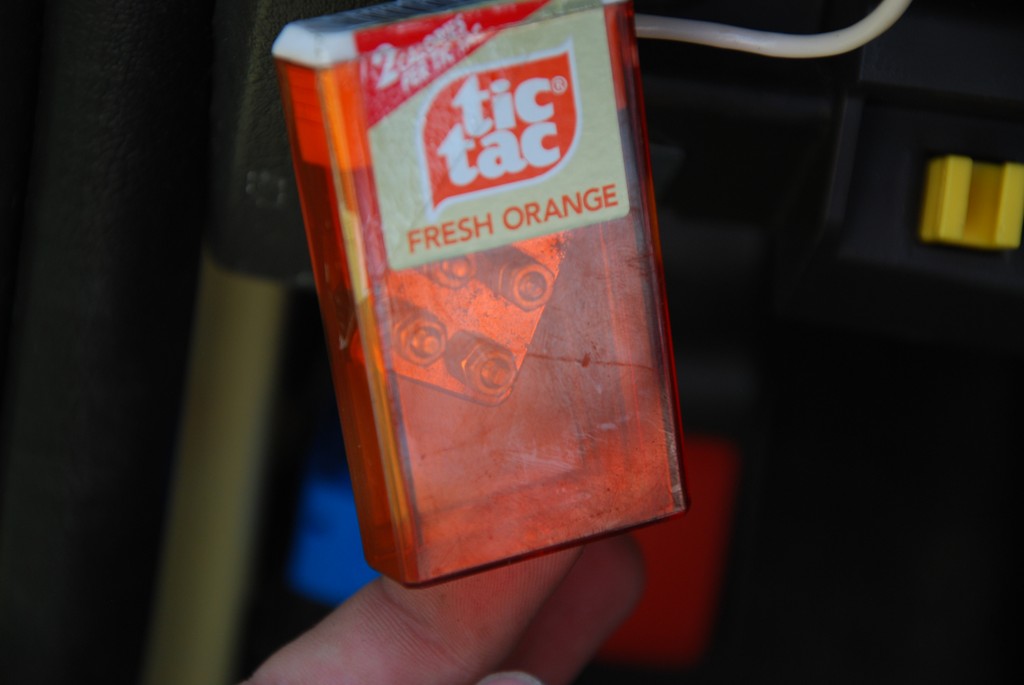 2 CALORIES
PER TIC TAC
tic®
tac
FRESH ORANGE